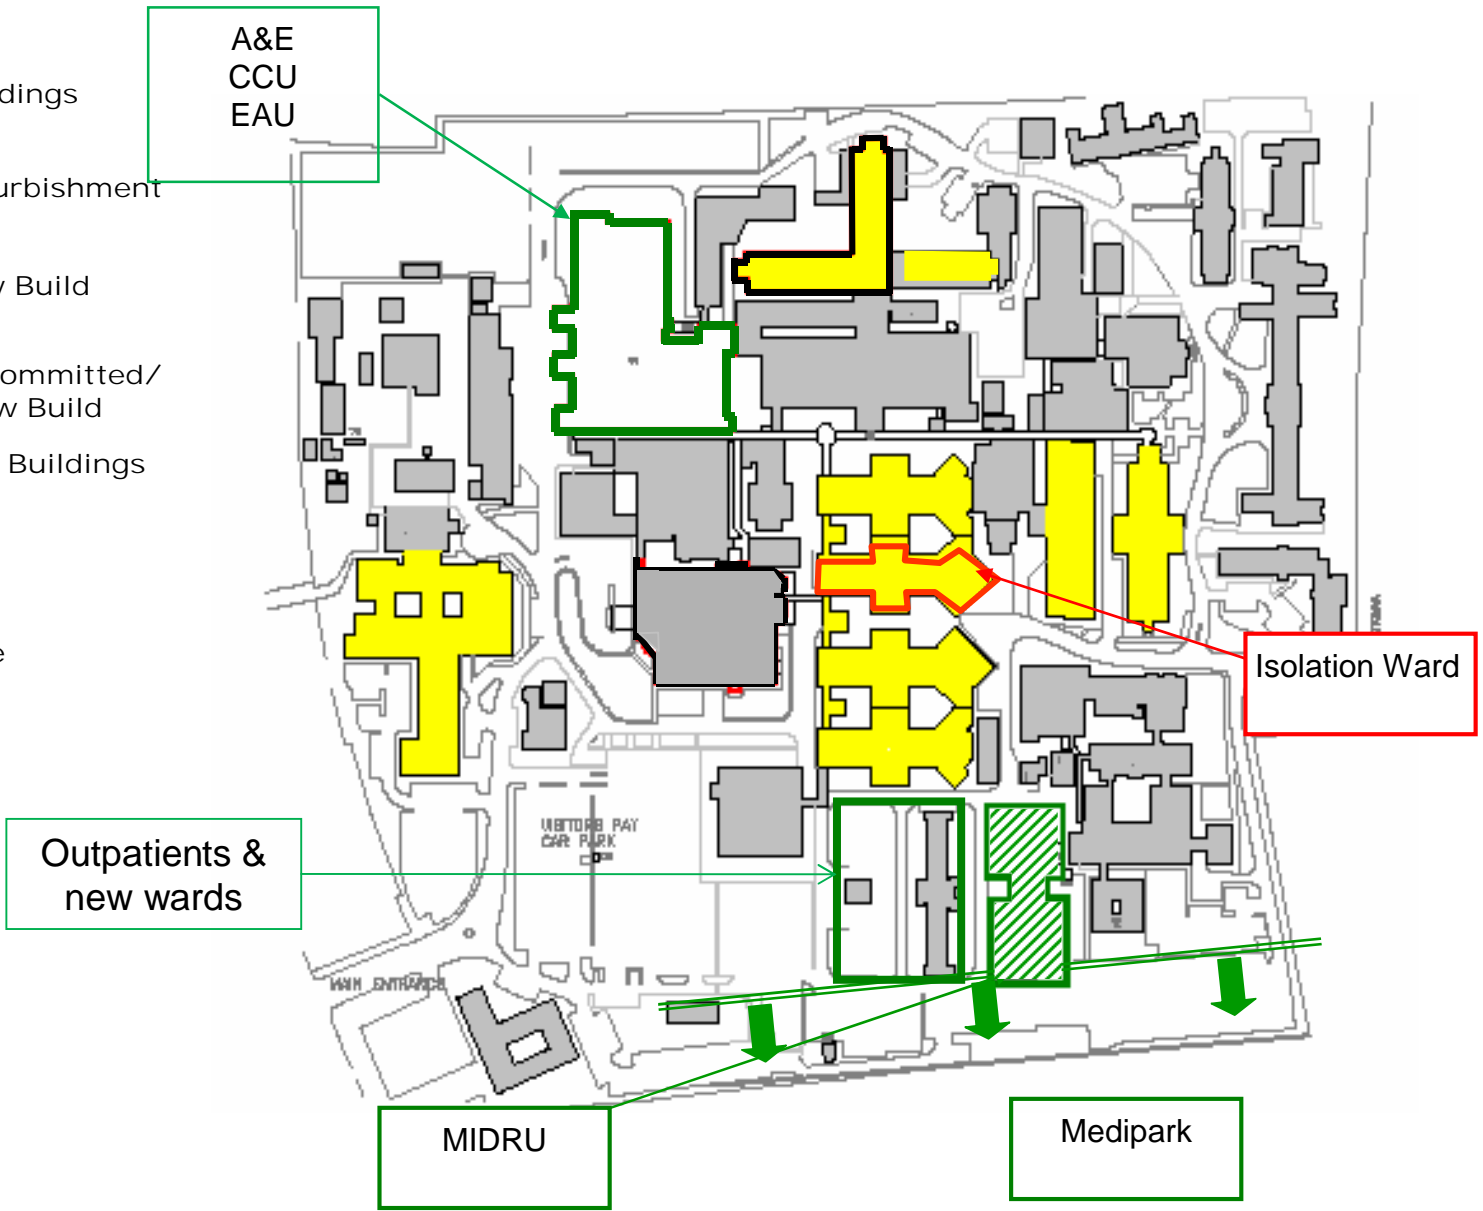 A&E
CCU
EAU
dings
urbishment
Build
ommitted/
w Build
Buildings
e
Isolation Ward
Outpatients &
new wards
VISITORS PAY
CAR PARK
MAIN ENTRANCE
MIDRU
Medipark